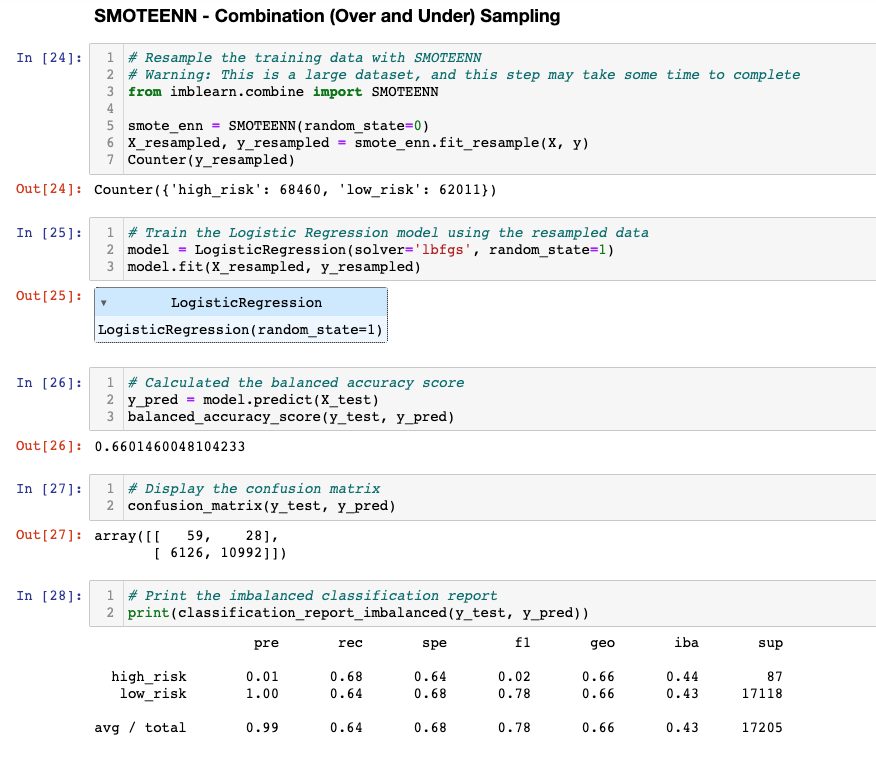 SMOTEENN - Combination (Over and Under) Sampling
In [24]:
1 # Resample the training data with SMOTEENN
2 # Warning: This is a large dataset, and this step may take some time to complete
3 from imblearn.combine import SMOTEENN
4
5 smote_enn = SMOTEENN(random_state=0)
6 X_resampled, y_resampled = smote_enn.fit_resample(X, y)
7 Counter(y_resampled)
Out[24]: Counter({'high_risk': 68460, 'low_risk': 62011})
In [25]:
1 # Train the Logistic Regression model using the resampled data
2 model = LogisticRegression(solver='lbfgs', random_state=1)
3 model.fit(X_resampled, y_resampled)
Out[25]:
▾ LogisticRegression
LogisticRegression(random_state=1)
In [26]:
1 # Calculated the balanced accuracy score
2 y_pred = model.predict(X_test)
3 balanced_accuracy_score(y_test, y_pred)
Out[26]: 0.6601460048104233
In [27]:
1 # Display the confusion matrix
2 confusion_matrix(y_test, y_pred)
Out[27]: array([[   59,    28],
       [ 6126, 10992]])
In [28]:
1 # Print the imbalanced classification report
2 print(classification_report_imbalanced(y_test, y_pred))
pre rec spe f1 geo iba sup
high_risk 0.01 0.68 0.64 0.02 0.66 0.44 87
low_risk 1.00 0.64 0.68 0.78 0.66 0.43 17118
avg / total 0.99 0.64 0.68 0.78 0.66 0.43 17205